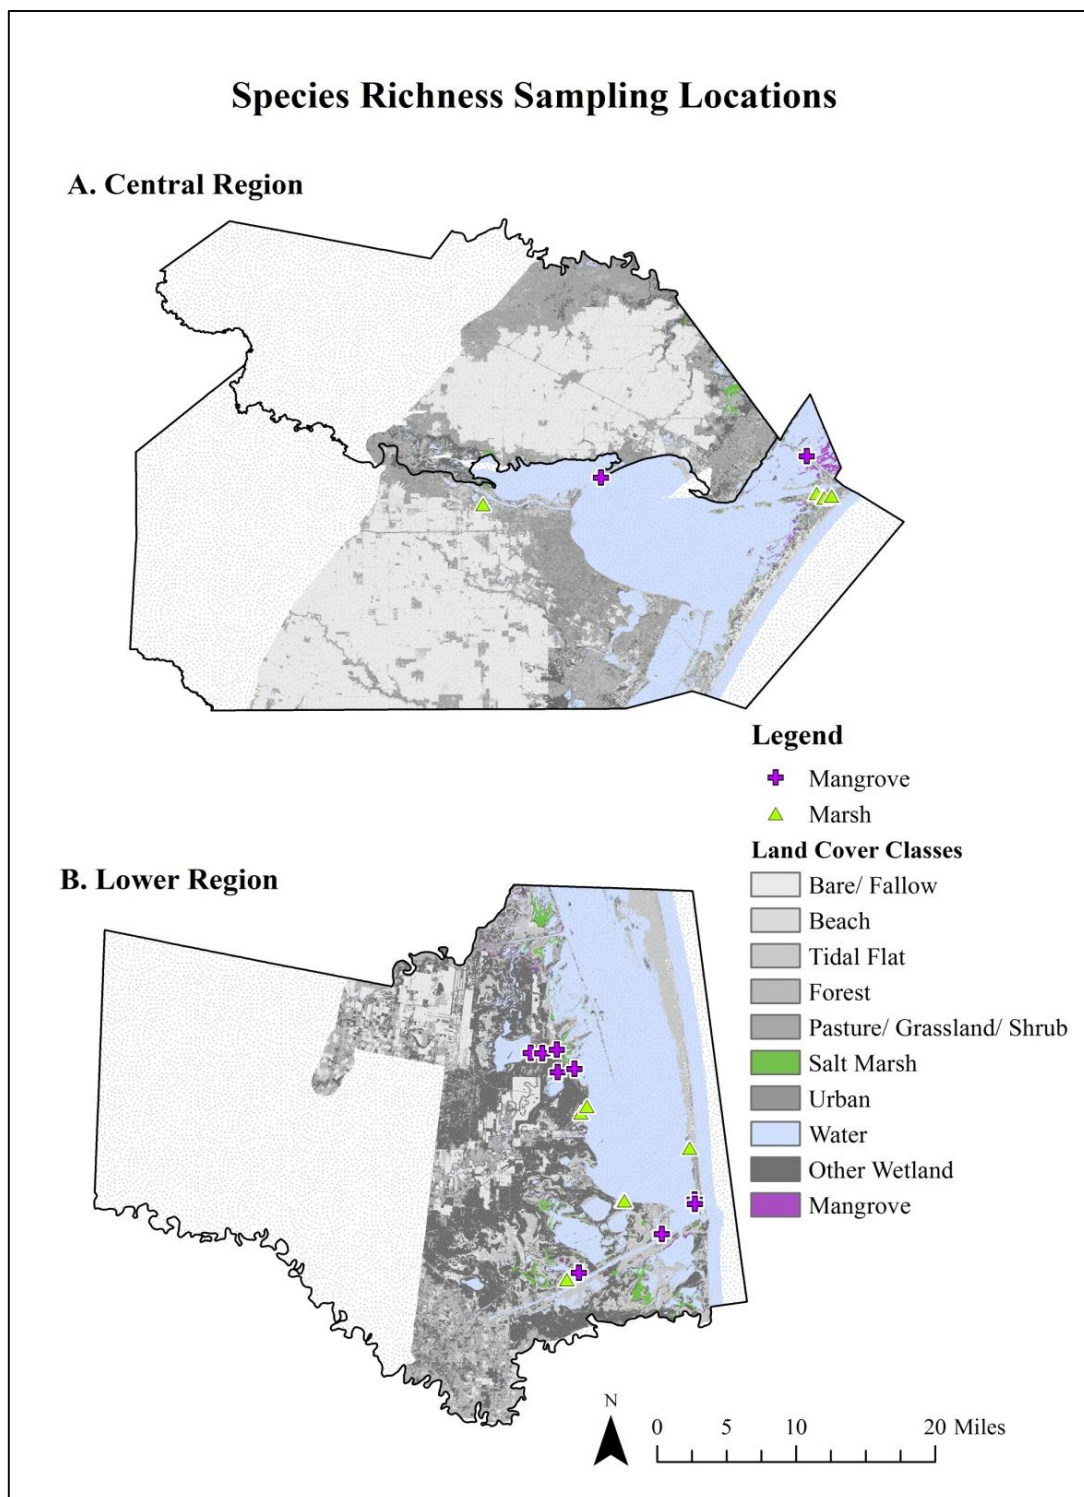 Species Richness Sampling Locations
A. Central Region
Legend
Mangrove
Marsh
Land Cover Classes
Bare/ Fallow
Beach
Tidal Flat
Forest
Pasture/ Grassland/ Shrub
Salt Marsh
Urban
Water
Other Wetland
Mangrove
B. Lower Region
N
0 5 10 20 Miles